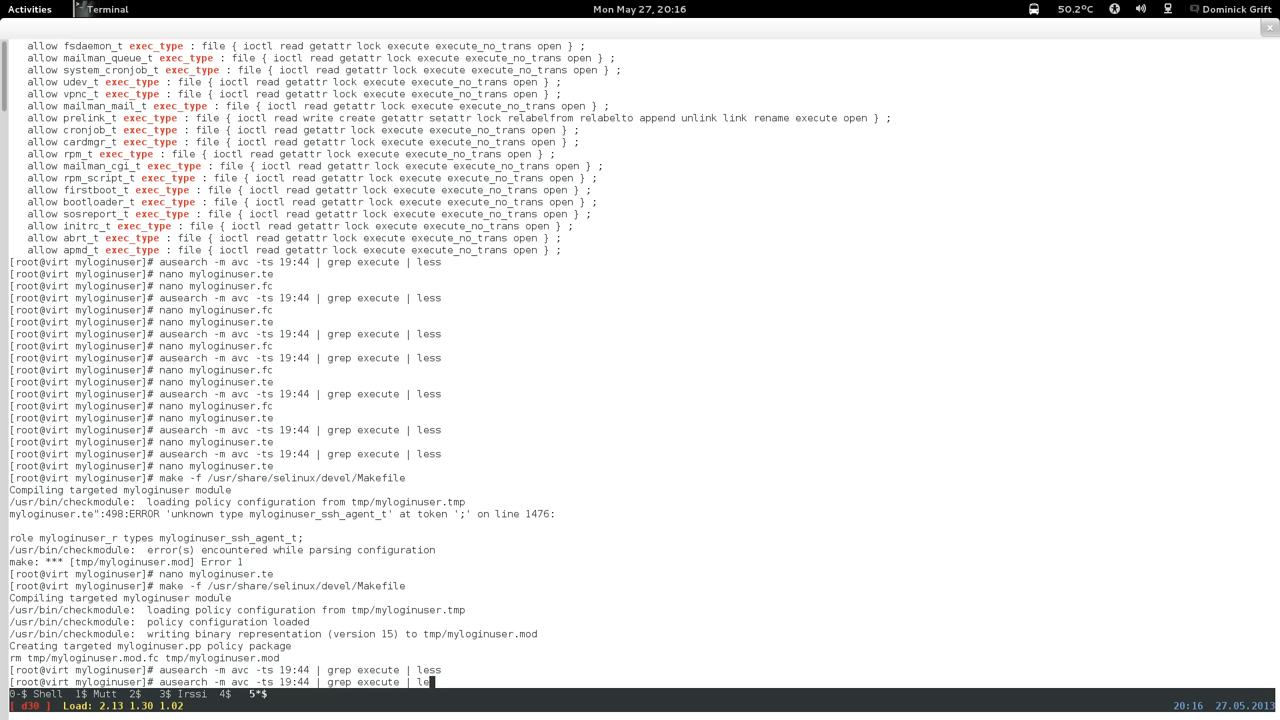 Activities Terminal Mon May 27, 20:16 50.2°C Dominick Grift
allow fsdaemon_t exec_type : file { ioctl read getattr lock execute execute_no_trans open } ;
allow mailman_queue_t exec_type : file { ioctl read getattr lock execute execute_no_trans open } ;
allow system_cronjob_t exec_type : file { ioctl read getattr lock execute execute_no_trans open } ;
allow udev_t exec_type : file { ioctl read getattr lock execute execute_no_trans open } ;
allow vpnc_t exec_type : file { ioctl read getattr lock execute execute_no_trans open } ;
allow mailman_mail_t exec_type : file { ioctl read getattr lock execute execute_no_trans open } ;
allow prelink_t exec_type : file { ioctl read write create getattr setattr lock relabelfrom relabelto append unlink link rename execute open } ;
allow cronjob_t exec_type : file { ioctl read getattr lock execute execute_no_trans open } ;
allow cardmgr_t exec_type : file { ioctl read getattr lock execute execute_no_trans open } ;
allow rpm_t exec_type : file { ioctl read getattr lock execute execute_no_trans open } ;
allow mailman_cgi_t exec_type : file { ioctl read getattr lock execute execute_no_trans open } ;
allow rpm_script_t exec_type : file { ioctl read getattr lock execute execute_no_trans open } ;
allow firstboot_t exec_type : file { ioctl read getattr lock execute execute_no_trans open } ;
allow bootloader_t exec_type : file { ioctl read getattr lock execute execute_no_trans open } ;
allow sosreport_t exec_type : file { ioctl read getattr lock execute execute_no_trans open } ;
allow initrc_t exec_type : file { ioctl read getattr lock execute execute_no_trans open } ;
allow abrt_t exec_type : file { ioctl read getattr lock execute execute_no_trans open } ;
allow apmd_t exec_type : file { ioctl read getattr lock execute execute_no_trans open } ;
[root@virt myloginuser]# ausearch -m avc -ts 19:44 | grep execute | less
[root@virt myloginuser]# nano myloginuser.te
[root@virt myloginuser]# nano myloginuser.fc
[root@virt myloginuser]# ausearch -m avc -ts 19:44 | grep execute | less
[root@virt myloginuser]# nano myloginuser.fc
[root@virt myloginuser]# nano myloginuser.te
[root@virt myloginuser]# ausearch -m avc -ts 19:44 | grep execute | less
[root@virt myloginuser]# nano myloginuser.fc
[root@virt myloginuser]# ausearch -m avc -ts 19:44 | grep execute | less
[root@virt myloginuser]# nano myloginuser.fc
[root@virt myloginuser]# nano myloginuser.te
[root@virt myloginuser]# ausearch -m avc -ts 19:44 | grep execute | less
[root@virt myloginuser]# nano myloginuser.fc
[root@virt myloginuser]# nano myloginuser.te
[root@virt myloginuser]# ausearch -m avc -ts 19:44 | grep execute | less
[root@virt myloginuser]# nano myloginuser.te
[root@virt myloginuser]# ausearch -m avc -ts 19:44 | grep execute | less
[root@virt myloginuser]# nano myloginuser.te
[root@virt myloginuser]# make -f /usr/share/selinux/devel/Makefile
Compiling targeted myloginuser module
/usr/bin/checkmodule:  loading policy configuration from tmp/myloginuser.tmp
myloginuser.te":498:ERROR 'unknown type myloginuser_ssh_agent_t' at token ';' on line 1476:
role myloginuser_r types myloginuser_ssh_agent_t;
/usr/bin/checkmodule:  error(s) encountered while parsing configuration
make: *** [tmp/myloginuser.mod] Error 1
[root@virt myloginuser]# nano myloginuser.te
[root@virt myloginuser]# make -f /usr/share/selinux/devel/Makefile
Compiling targeted myloginuser module
/usr/bin/checkmodule:  loading policy configuration from tmp/myloginuser.tmp
/usr/bin/checkmodule:  policy configuration loaded
/usr/bin/checkmodule:  writing binary representation (version 15) to tmp/myloginuser.mod
Creating targeted myloginuser.pp policy package
rm tmp/myloginuser.mod.fc tmp/myloginuser.mod
[root@virt myloginuser]# ausearch -m avc -ts 19:44 | grep execute | less
[root@virt myloginuser]# ausearch -m avc -ts 19:44 | grep execute | le
0-$ Shell  1$ Mutt  2$  3$ Irssi  4$  5*$
[ d30 ]  Load: 2.13 1.30 1.02 20:16 27.05.2013